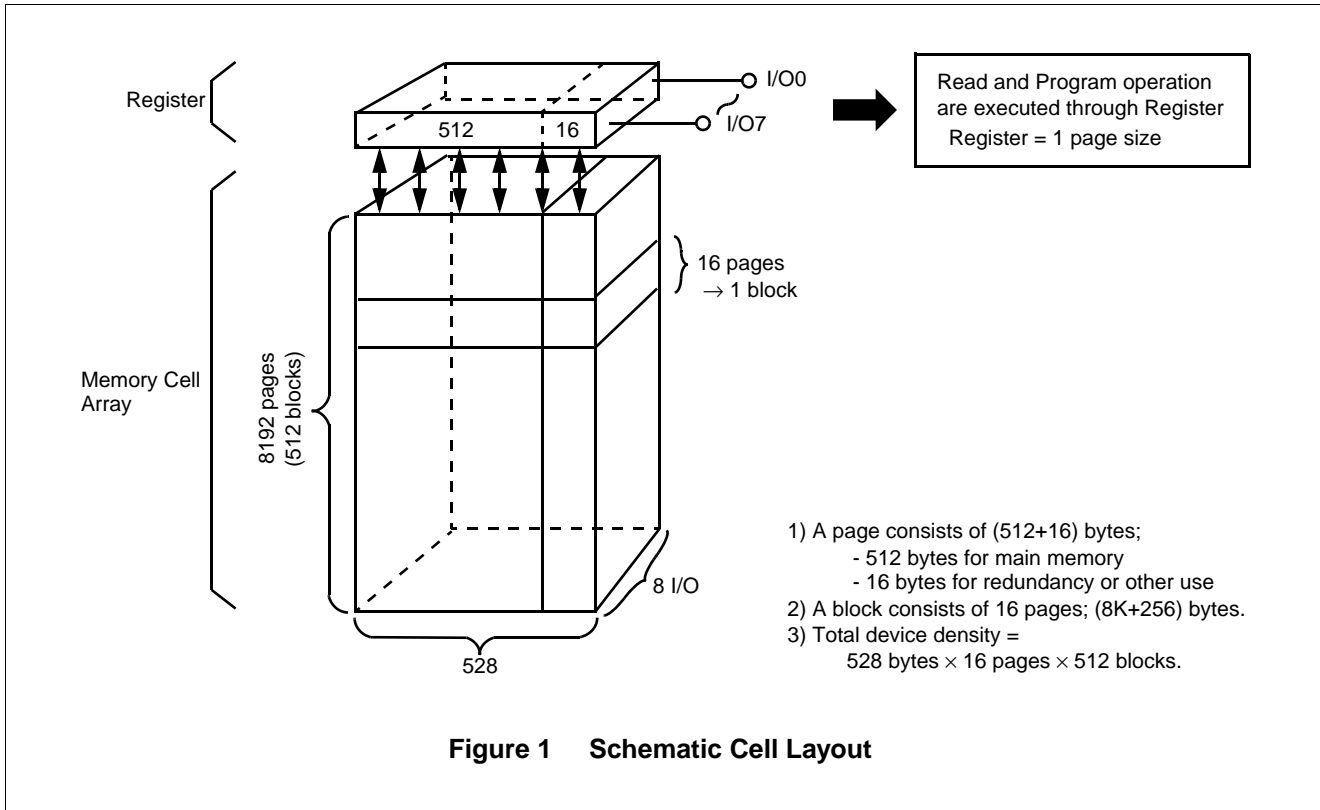 Register
512
16
I/O0
I/O7
Read and Program operation
are executed through Register
Register = 1 page size
16 pages
→ 1 block
Memory Cell
Array
8192 pages
(512 blocks)
8 I/O
528
1) A page consists of (512+16) bytes;
- 512 bytes for main memory
- 16 bytes for redundancy or other use
2) A block consists of 16 pages; (8K+256) bytes.
3) Total device density =
528 bytes × 16 pages × 512 blocks.
Figure 1 Schematic Cell Layout